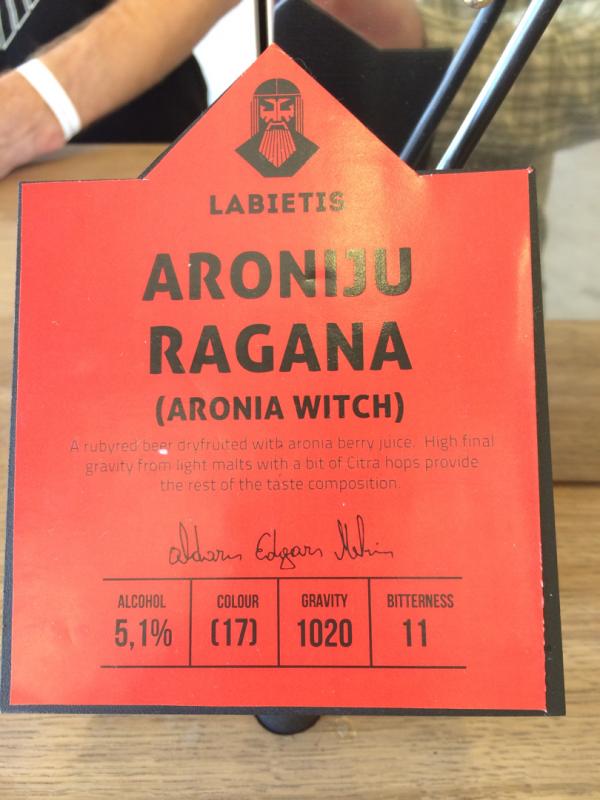 LABIETIS
ARONIJU
RAGANA
(ARONIA WITCH)
A rubyred beer dryfruited with aronia berry juice. High final
gravity from light malts with a bit of Citra hops provide
the rest of the taste composition.
Edgars
ALCOHOL COLOUR GRAVITY BITTERNESS
5,1% (17) 1020 11